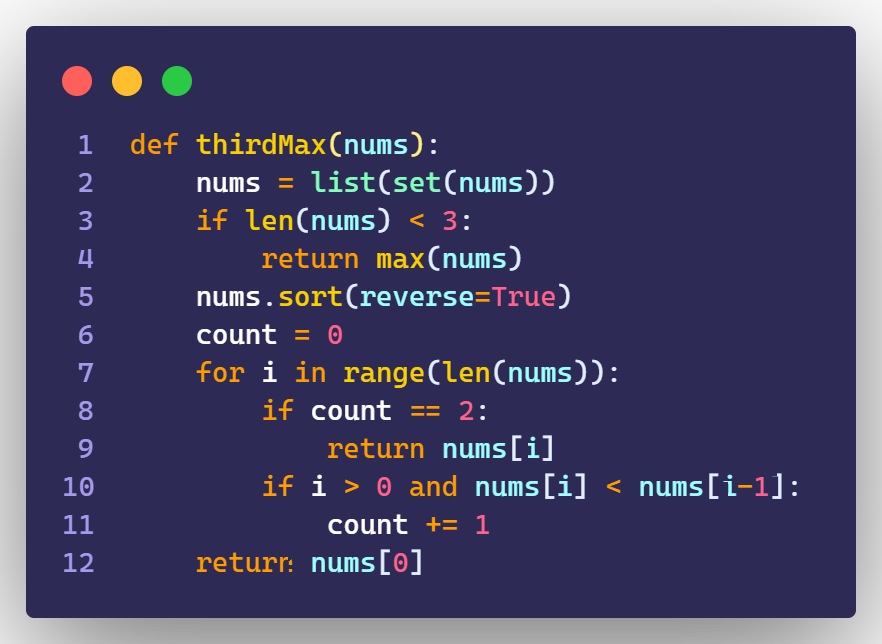 1 def thirdMax(nums):
2     nums = list(set(nums))
3     if len(nums) < 3:
4         return max(nums)
5     nums.sort(reverse=True)
6     count = 0
7     for i in range(len(nums)):
8         if count == 2:
9             return nums[i]
10         if i > 0 and nums[i] < nums[i-1]:
11             count += 1
12     return nums[0]